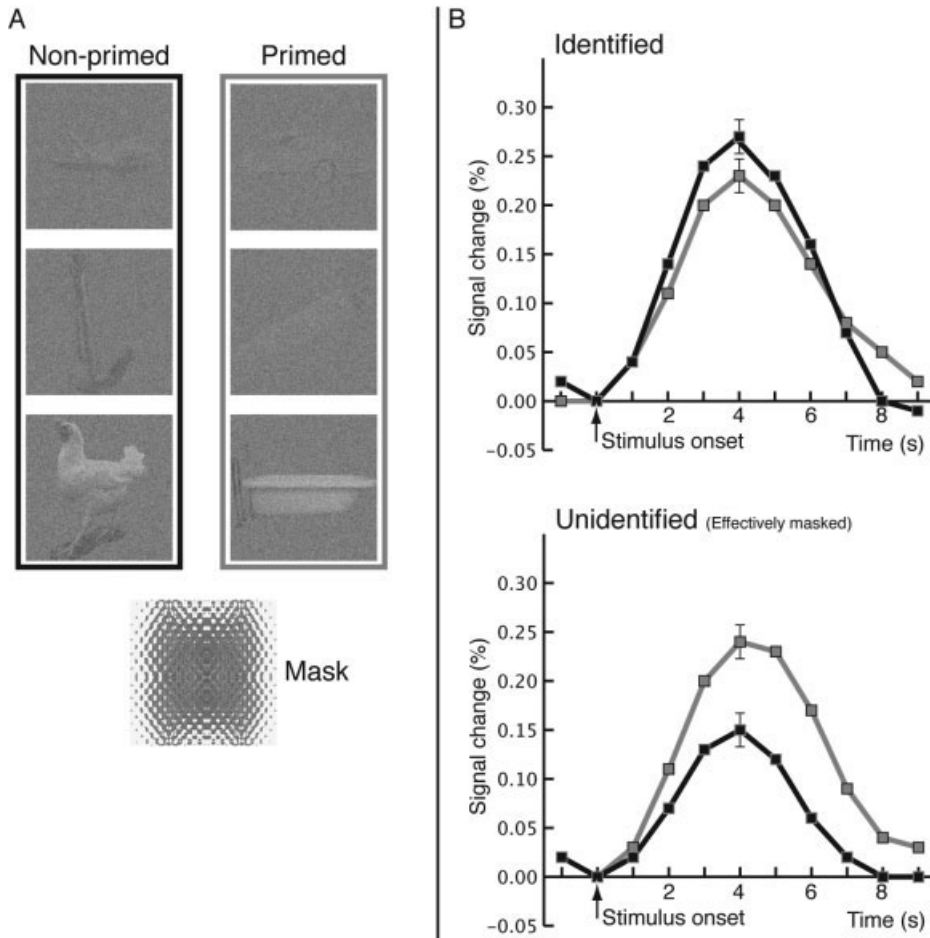 A
Non-primed
Primed
Mask
B
Identified
Signal change (%)
0.30
0.25
0.20
0.15
0.10
0.05
0.00
−0.05
2 4 6 8
Stimulus onset
Time (s)
Unidentified (Effectively masked)
Signal change (%)
0.30
0.25
0.20
0.15
0.10
0.05
0.00
−0.05
2 4 6 8
Stimulus onset
Time (s)